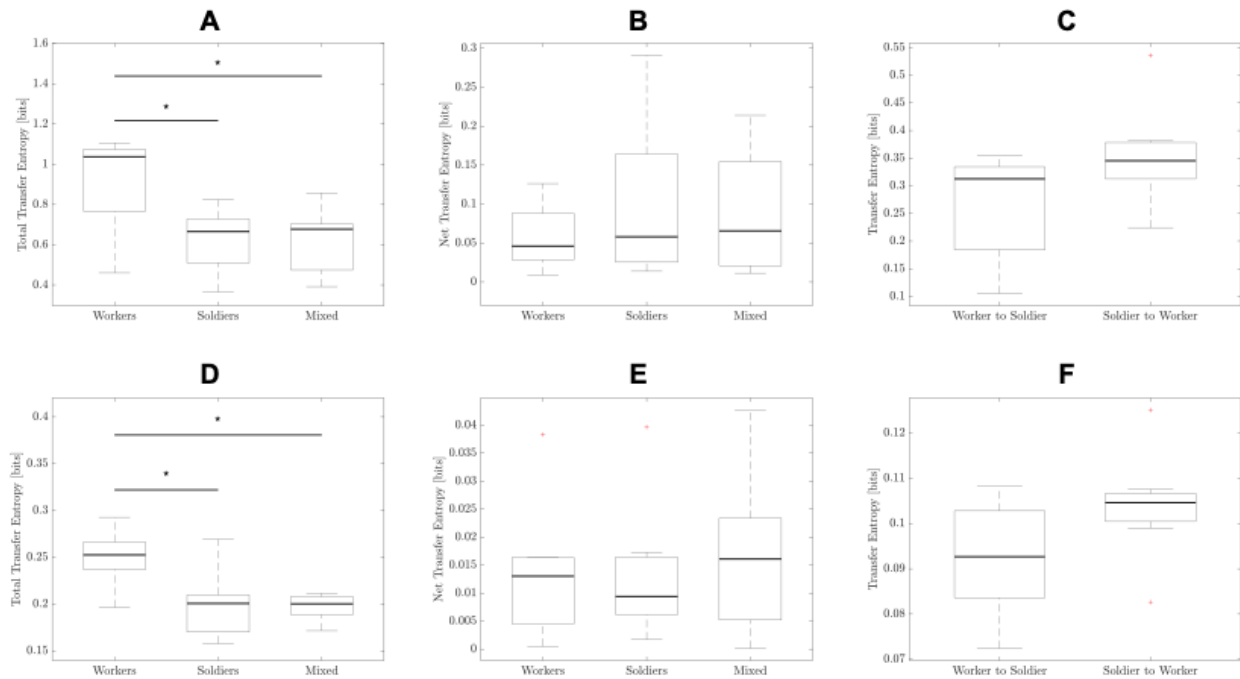 A
B
C
1.6
1.4
1.2
1
0.8
0.6
0.4
Total Transfer Entropy [bits]
*
*
Workers Soldiers Mixed
0.3
0.25
0.2
0.15
0.1
0.05
0
Net Transfer Entropy [bits]
Workers Soldiers Mixed
0.55
0.5
0.45
0.4
0.35
0.3
0.25
0.2
0.15
0.1
Transfer Entropy [bits]
Worker to Soldier Soldier to Worker
D
E
F
0.4
0.35
0.3
0.25
0.2
0.15
Total Transfer Entropy [bits]
*
*
Workers Soldiers Mixed
0.04
0.035
0.03
0.025
0.02
0.015
0.01
0.005
0
Net Transfer Entropy [bits]
Workers Soldiers Mixed
0.12
0.11
0.1
0.09
0.08
0.07
Transfer Entropy [bits]
Worker to Soldier Soldier to Worker